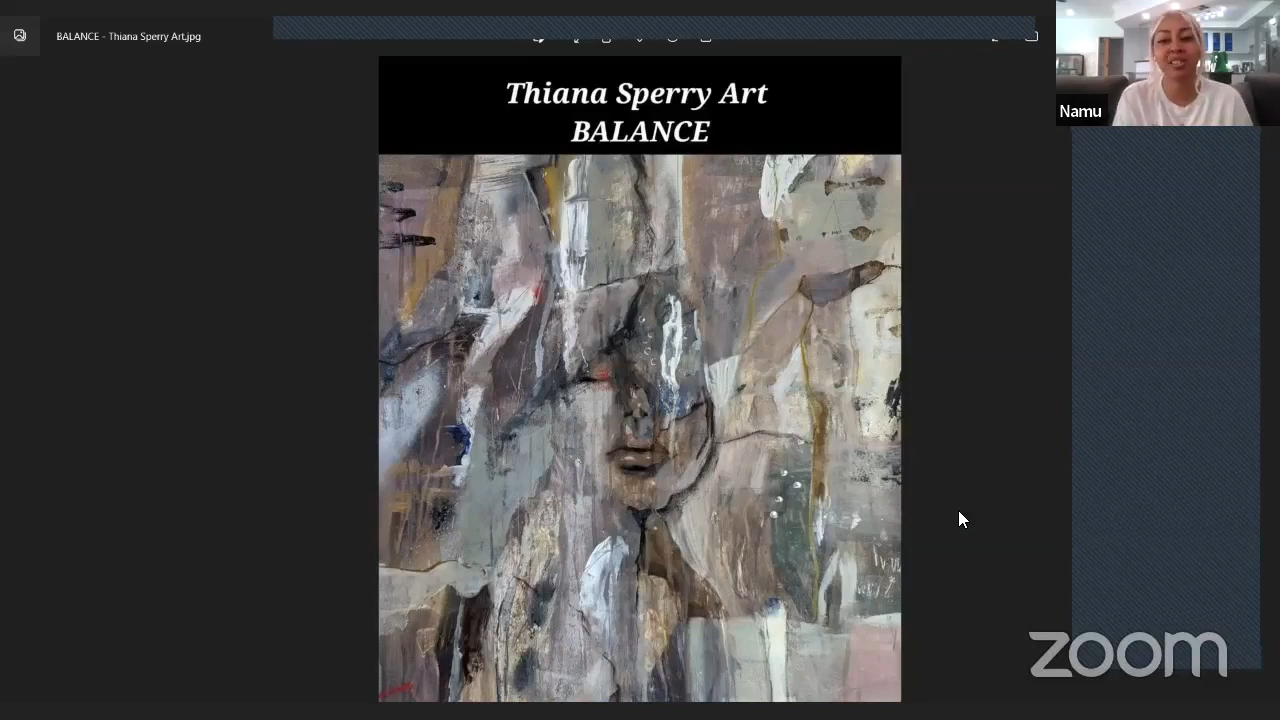 BALANCE - Thiana Sperry Art.jpg
Thiana Sperry Art
BALANCE
Namu
zoom